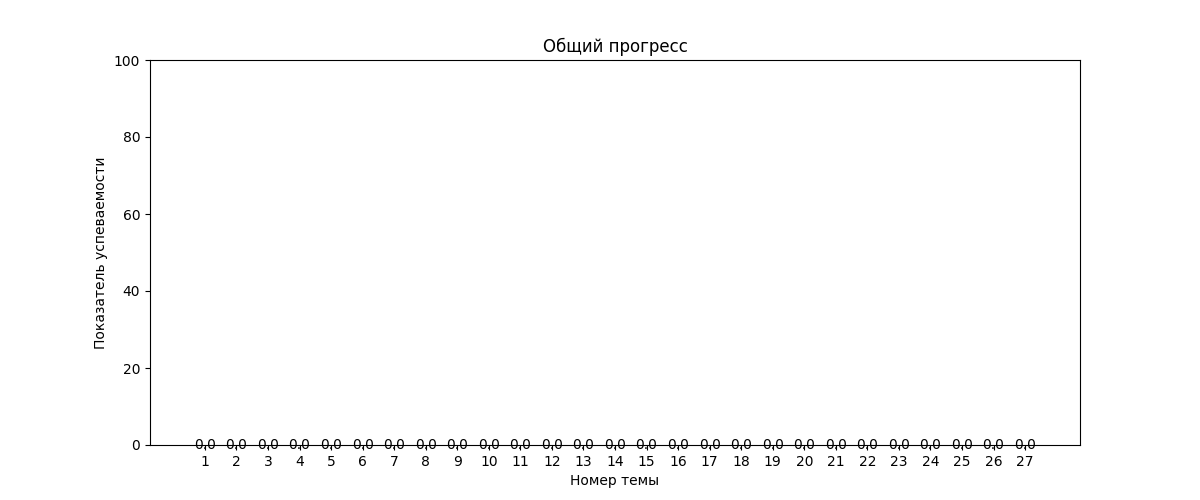 Общий прогресс
Показатель успеваемости
100
80
60
40
20
0
0.0 0.0 0.0 0.0 0.0 0.0 0.0 0.0 0.0 0.0 0.0 0.0 0.0 0.0 0.0 0.0 0.0 0.0 0.0 0.0 0.0 0.0 0.0 0.0 0.0 0.0 0.0
1 2 3 4 5 6 7 8 9 10 11 12 13 14 15 16 17 18 19 20 21 22 23 24 25 26 27
Номер темы